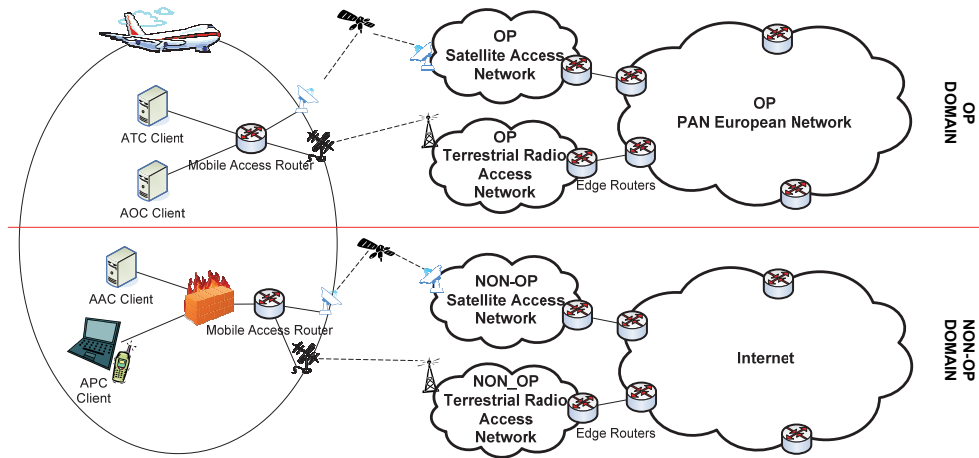 OP
Satellite Access
Network
OP
PAN European Network
OP
DOMAIN
ATC Client
Mobile Access Router
AOC Client
OP
Terrestrial Radio
Access
Network
Edge Routers
AAC Client
Mobile Access Router
APC
Client
NON-OP
Satellite Access
Network
Internet
NON-OP
DOMAIN
NON_OP
Terrestrial Radio
Access
Network
Edge Routers